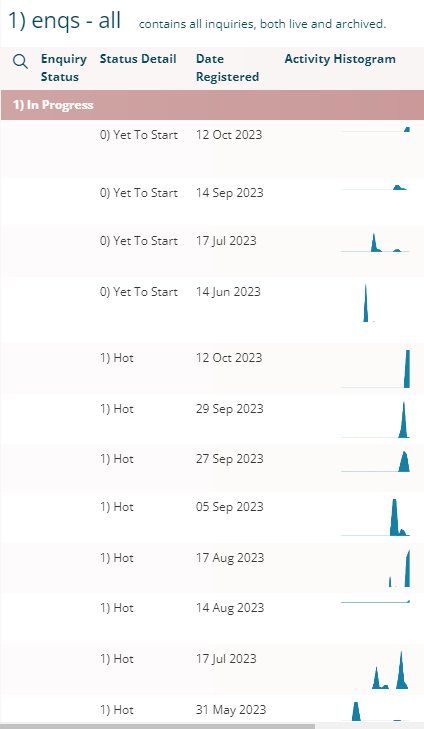 1) enqs - all contains all inquiries, both live and archived.
Enquiry Status Status Detail Date Registered Activity Histogram
1) In Progress
0) Yet To Start 12 Oct 2023
0) Yet To Start 14 Sep 2023
0) Yet To Start 17 Jul 2023
0) Yet To Start 14 Jun 2023
1) Hot 12 Oct 2023
1) Hot 29 Sep 2023
1) Hot 27 Sep 2023
1) Hot 05 Sep 2023
1) Hot 17 Aug 2023
1) Hot 14 Aug 2023
1) Hot 17 Jul 2023
1) Hot 31 May 2023